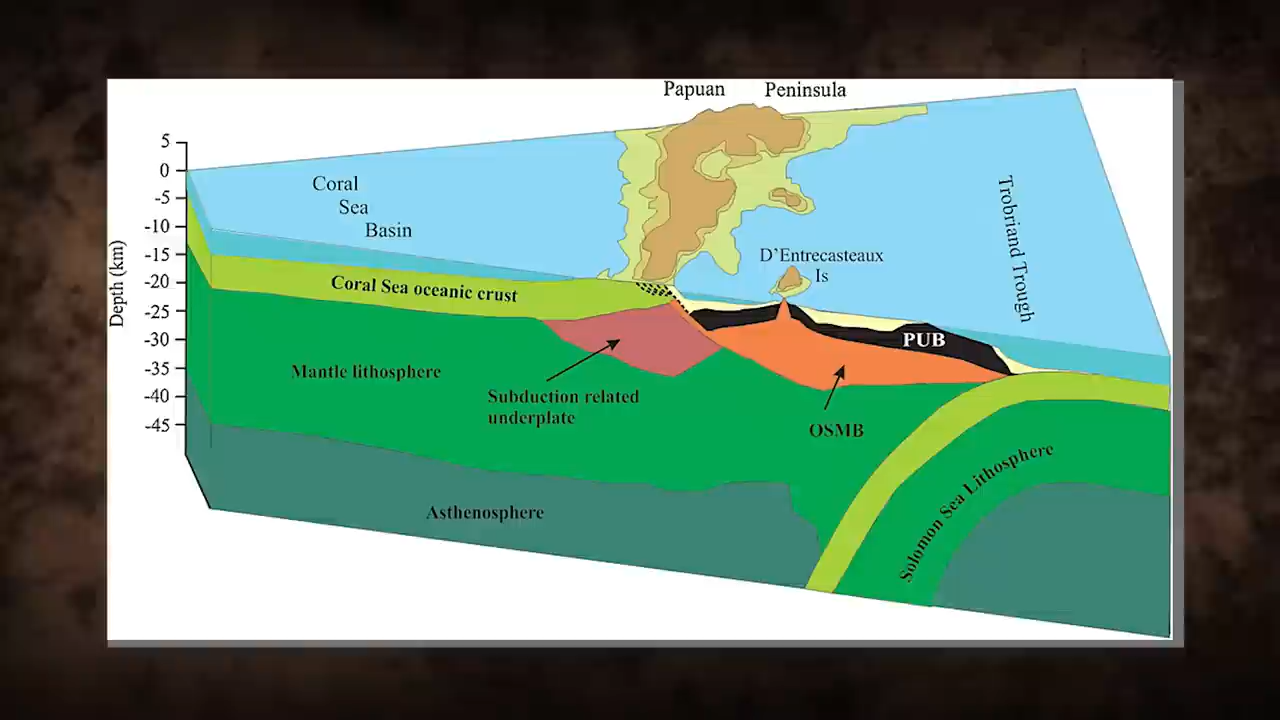 Papuan Peninsula
5
0
-5
-10
-15
-20
-25
-30
-35
-40
-45
Depth (km)
Coral
Sea
Basin
D'Entrecasteaux
Is
Trobriand Trough
Coral Sea oceanic crust
PUB
Mantle lithosphere
Subduction related
underplate
OSMB
Solomon Sea Lithosphere
Asthenosphere